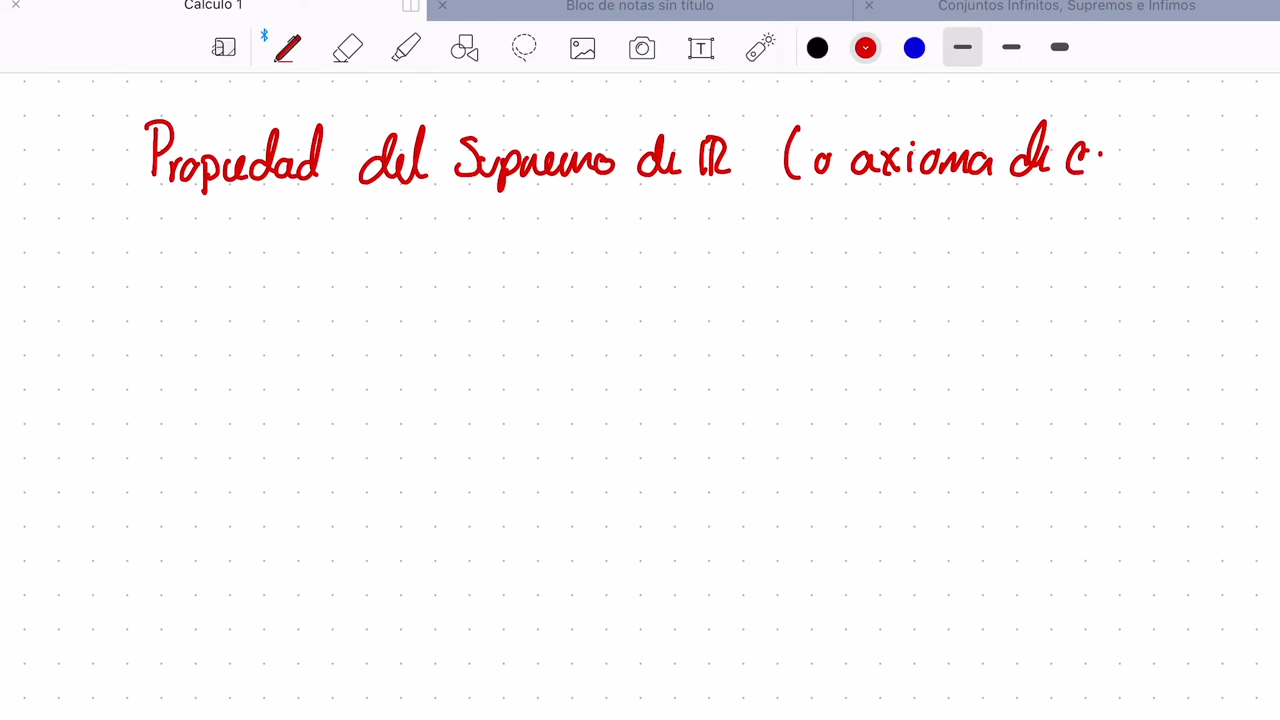 Calculo 1
Bloc de notas sin título
Conjuntos Infinitos, Supremos e Infimos
Propiedad del Supremo de ℝ (o axioma de c